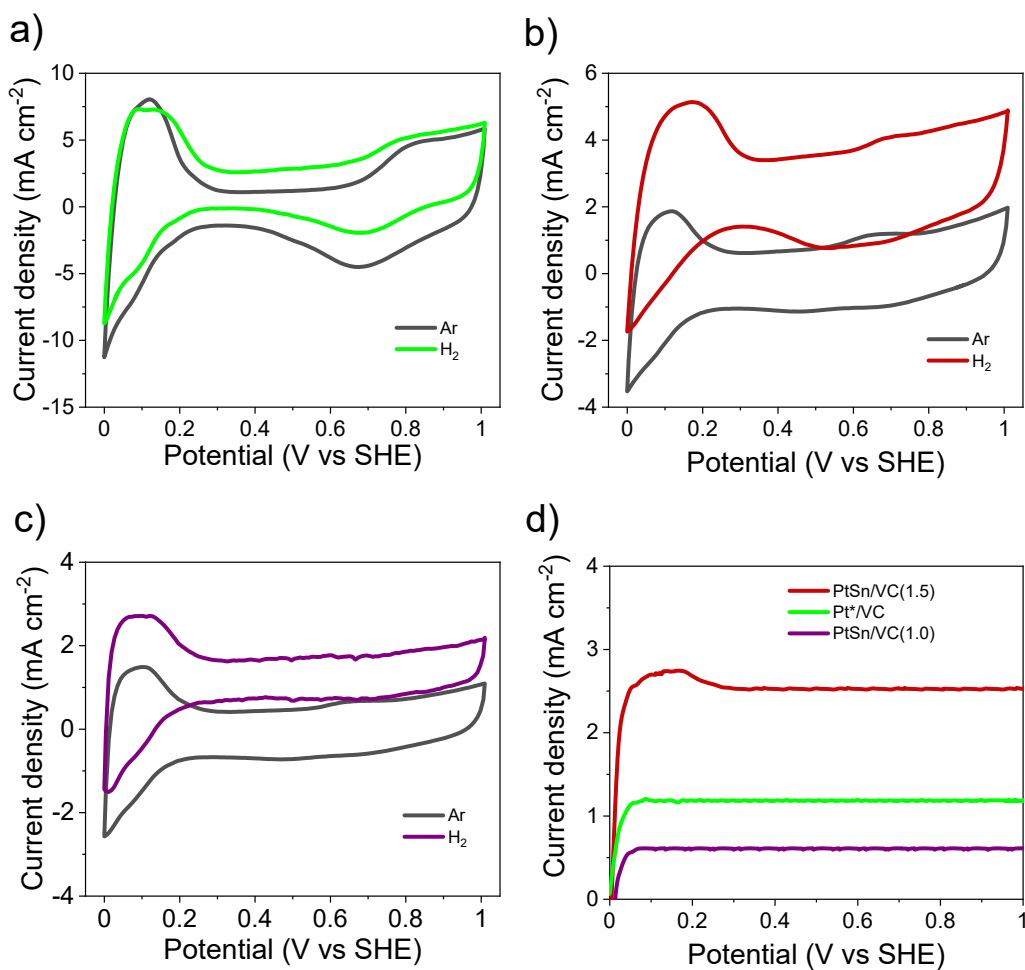 a)
Current density (mA cm⁻²)
10
5
0
-5
-10
-15
Ar
H₂
0 0.2 0.4 0.6 0.8 1
Potential (V vs SHE)
b)
Current density (mA cm⁻²)
6
4
2
0
-2
-4
Ar
H₂
0 0.2 0.4 0.6 0.8 1
Potential (V vs SHE)
c)
Current density (mA cm⁻²)
4
2
0
-2
-4
Ar
H₂
0 0.2 0.4 0.6 0.8 1
Potential (V vs SHE)
d)
Current density (mA cm⁻²)
4
3
2
1
0
PtSn/VC(1.5)
Pt*/VC
PtSn/VC(1.0)
0 0.2 0.4 0.6 0.8 1
Potential (V vs SHE)